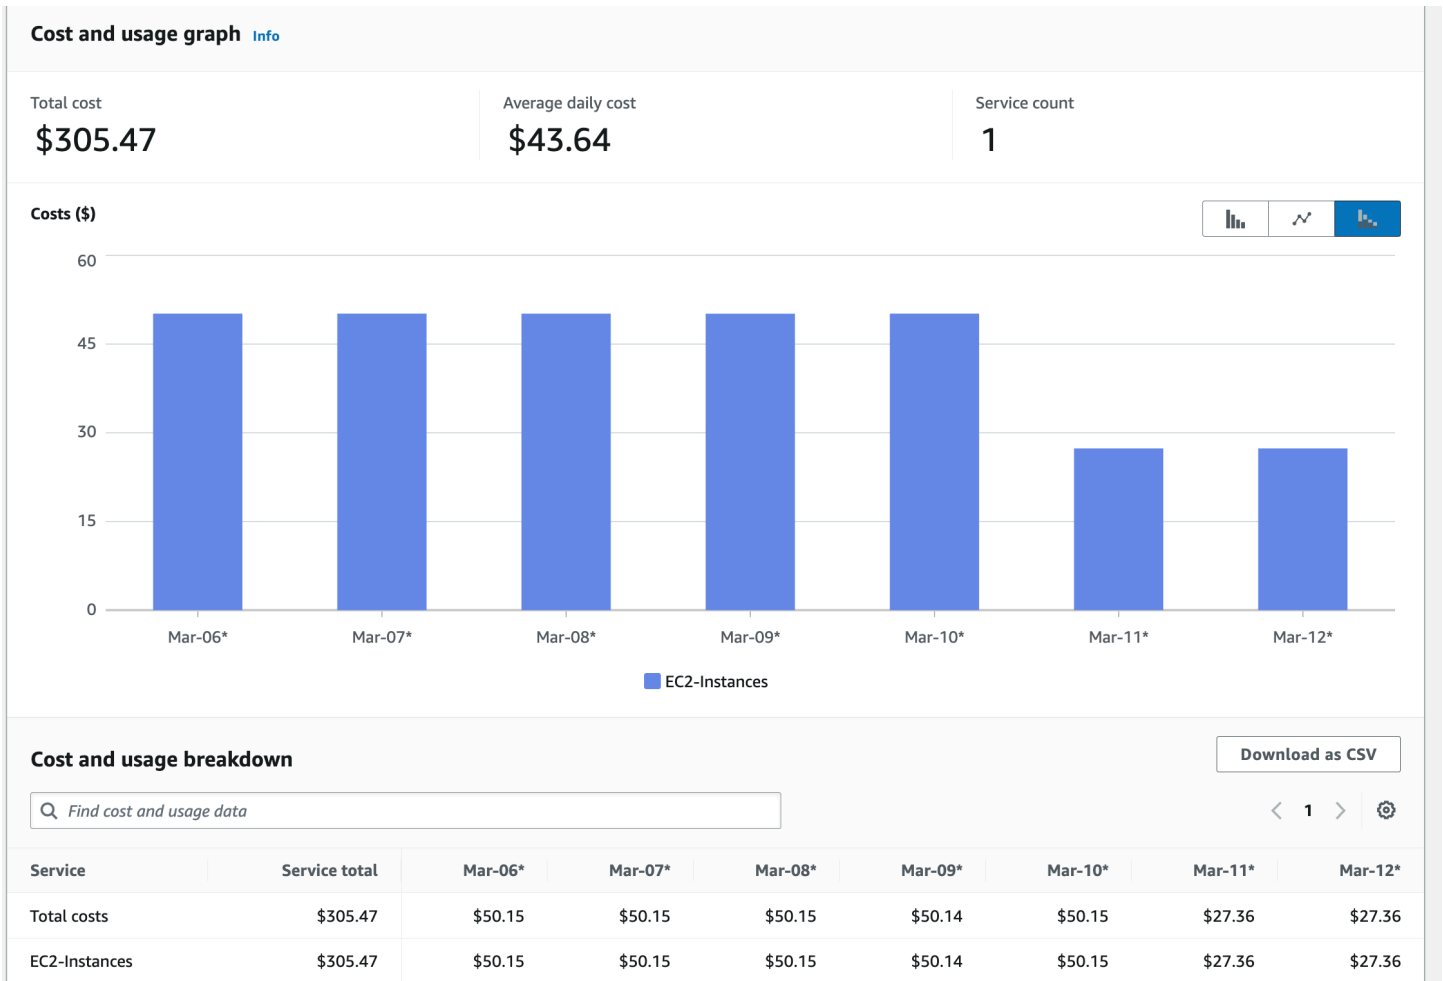 Cost and usage graph Info
Total cost Average daily cost Service count
$305.47 $43.64 1
Costs ($)
60
45
30
15
0
Mar-06* Mar-07* Mar-08* Mar-09* Mar-10* Mar-11* Mar-12*
EC2-Instances
Cost and usage breakdown Download as CSV
Find cost and usage data 1
Service Service total Mar-06* Mar-07* Mar-08* Mar-09* Mar-10* Mar-11* Mar-12*
Total costs $305.47 $50.15 $50.15 $50.15 $50.14 $50.15 $27.36 $27.36
EC2-Instances $305.47 $50.15 $50.15 $50.15 $50.14 $50.15 $27.36 $27.36